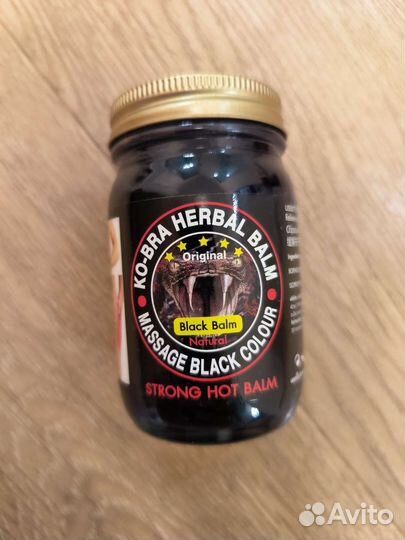 KO-BRA HERBAL BALM
Original
Black Balm
Natural
MASSAGE BLACK COLOUR
STRONG HOT BALM
Avito